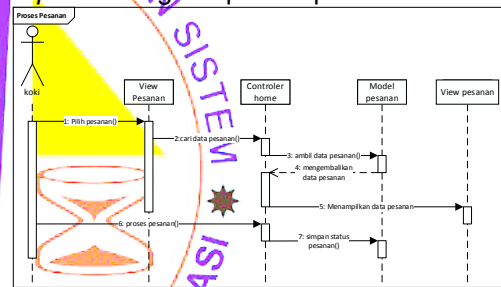 Proses Pesanan
koki
View
Pesanan
Controler
home
Model
pesanan
View pesanan
1: Pilih pesanan()
2:cari data pesanan()
3: ambil data pesanan()
4: mengembalikan
data pesanan
5: Menampilkan data pesanan
6: proses pesanan()
7: simpan status
pesanan()
SISTEM